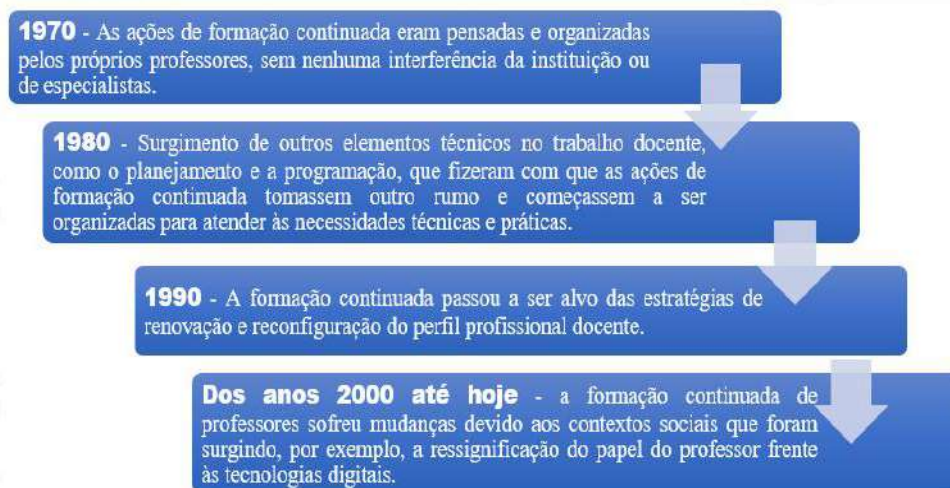 1970 - As ações de formação continuada eram pensadas e organizadas
pelos próprios professores, sem nenhuma interferência da instituição ou
de especialistas.
1980 - Surgimento de outros elementos técnicos no trabalho docente,
como o planejamento e a programação, que fizeram com que as ações de
formação continuada tomassem outro rumo e começassem a ser
organizadas para atender às necessidades técnicas e práticas.
1990 - A formação continuada passou a ser alvo das estratégias de
renovação e reconfiguração do perfil profissional docente.
Dos anos 2000 até hoje - a formação continuada de
professores sofreu mudanças devido aos contextos sociais que foram
surgindo, por exemplo, a ressignificação do papel do professor frente
às tecnologias digitais.